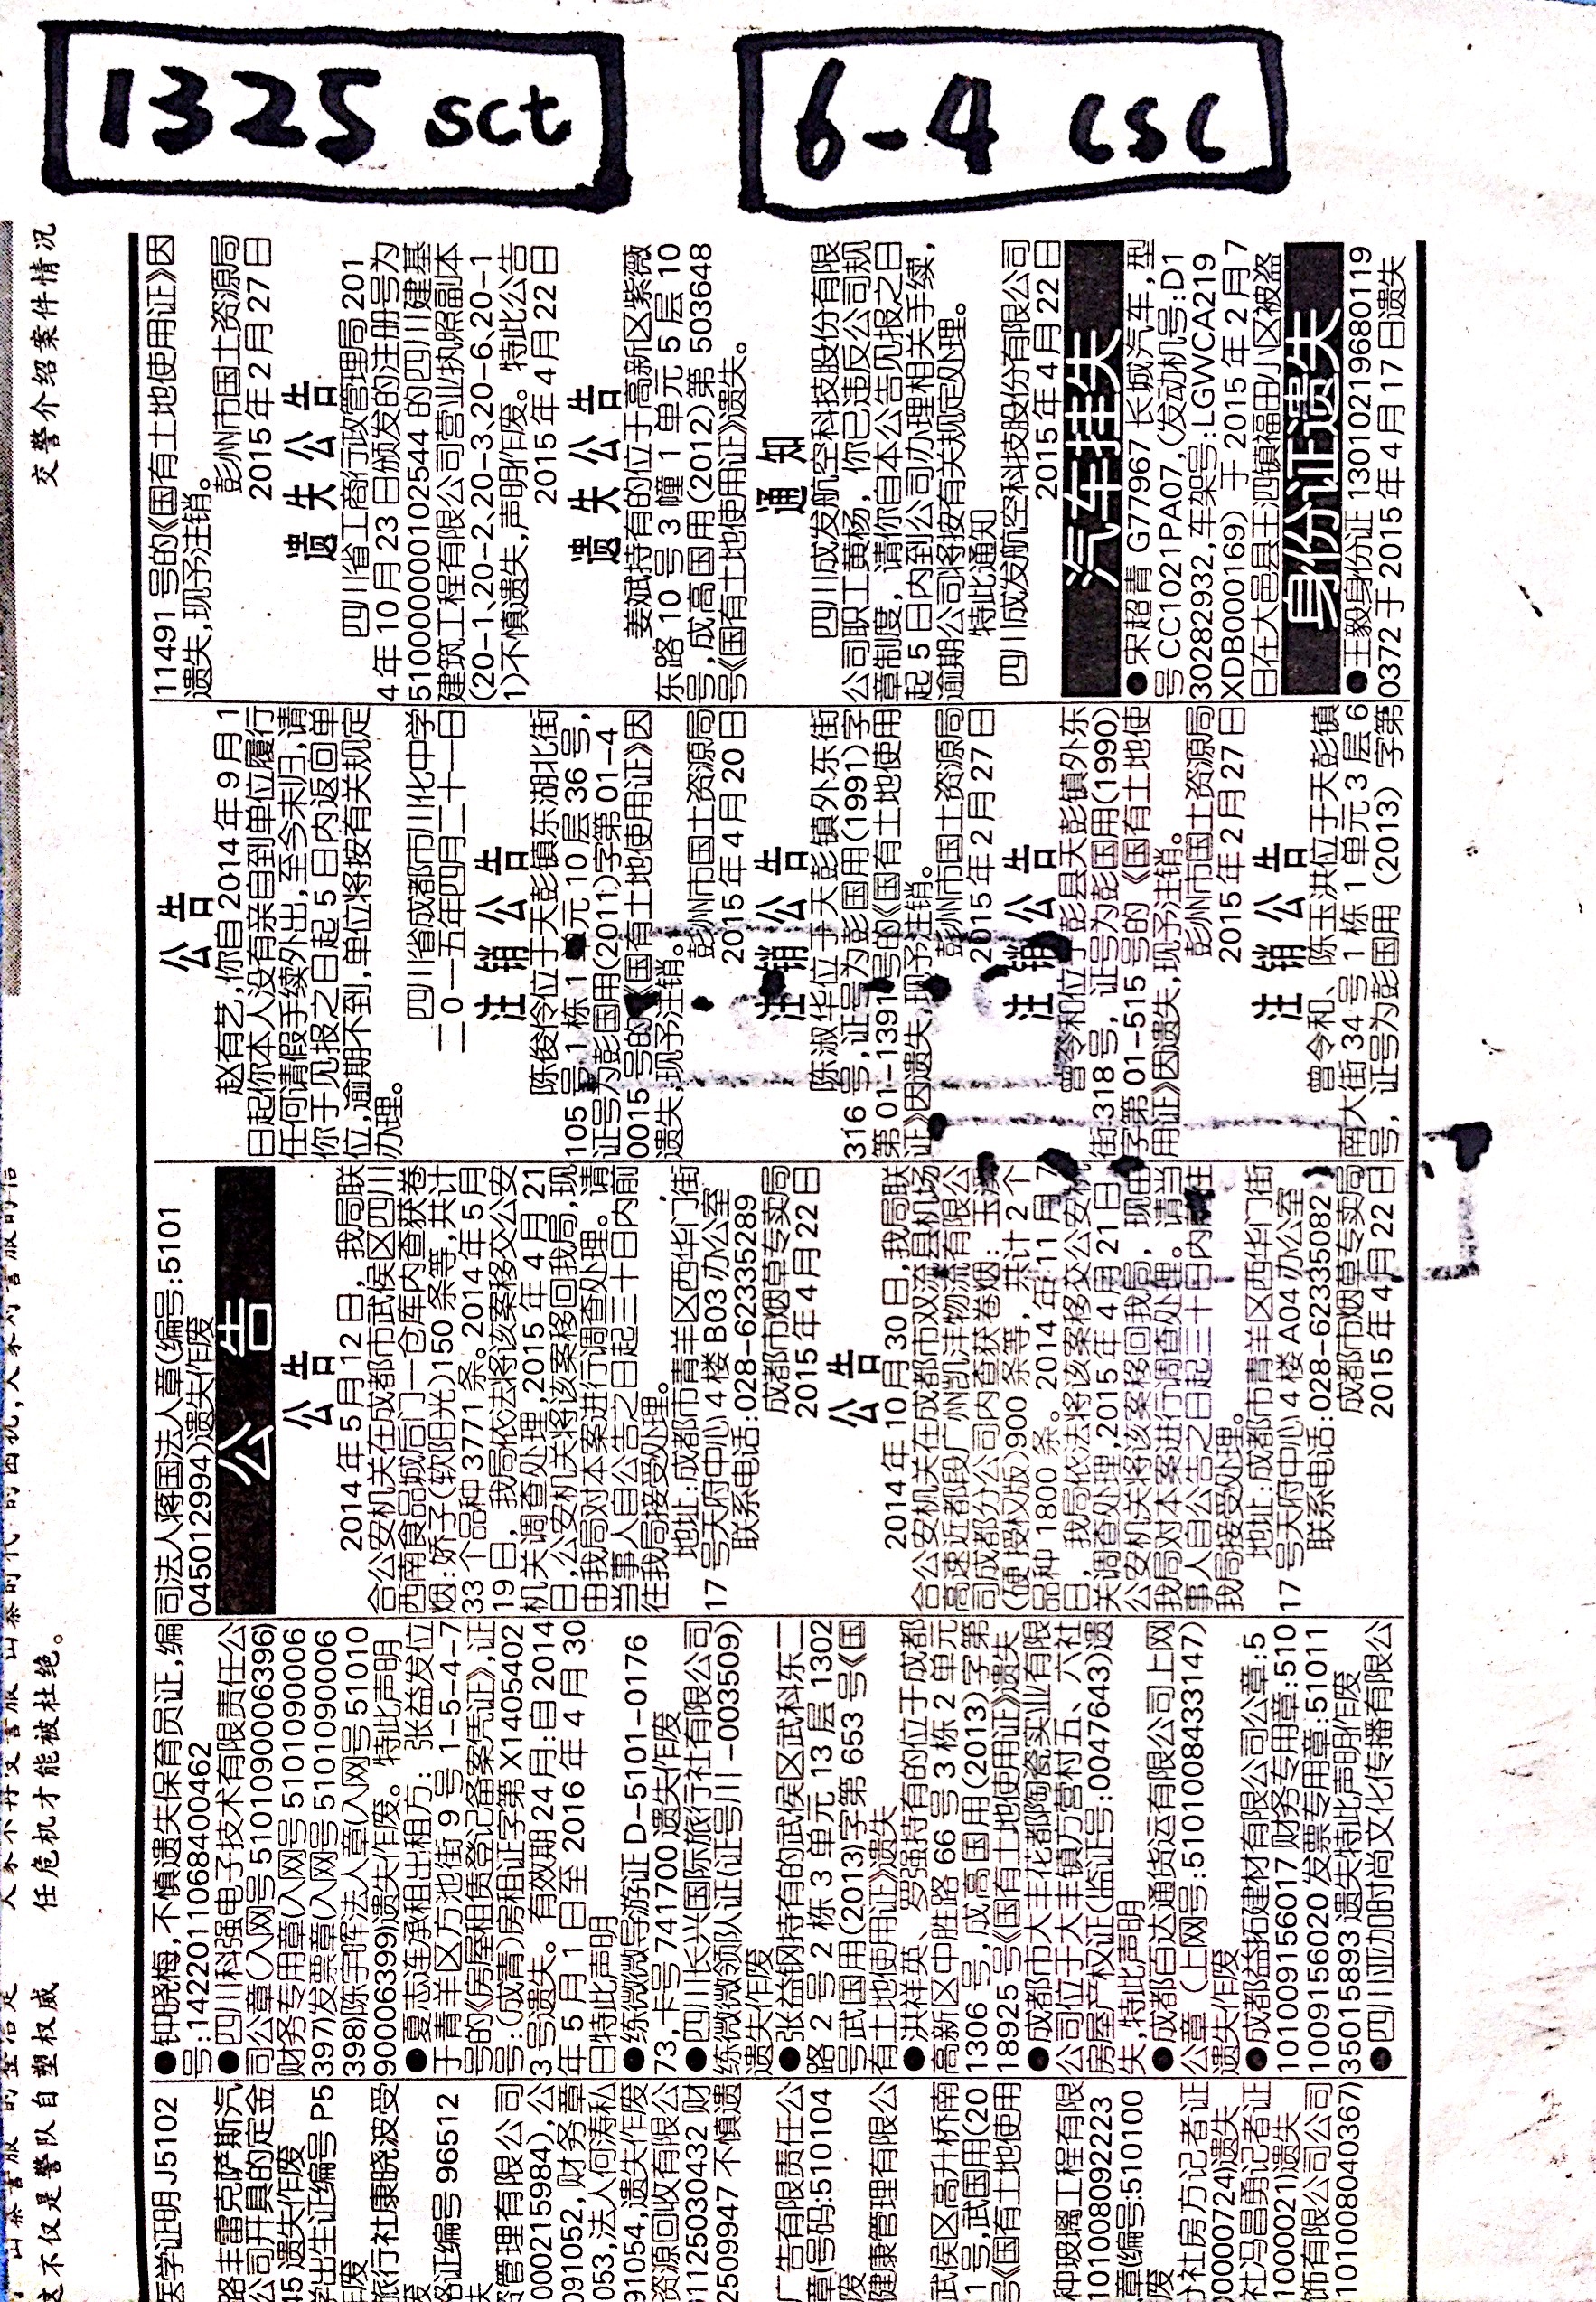 1325 sct
6-4 csc
交警介绍案件情况
任危机才能被杜绝。
这不仅是警队自塑权威
医学证明 J5102
路丰雷克萨斯汽
公司开具的定金
45 遗失作废
学出生证编号 P5
旅行社康晓波受
路证编号 96512
资管理有限公司
000215984),公
091052,财务章
053,法人何涛私
91054,遗失作废
资源回收有限公
61125030432 财
25090947 不慎遗
广告有限责任公
章(号码:510104
废
健康管理有限公
武侯区高升桥南
1 号,武国用(20
号《国有土地使用
种玻璃工程有限
1010080 92223
章(编号:510100
废
分社房方记者证
0000724)遗失
社冯昌勇记者证
1000021)遗失
饰有限公司公司
1010080 40367)
●钟晓梅,不慎遗失保育员证,编
号:1422011068400462
●四川科强电子技术有限责任公
司公章(入网号 5101090006396)
财务专用章(入网号 5101090006
397)发票章(入网号 5101090006
398)陈宇晖法人章(入网号 51010
90006399)遗失作废。特此声明
●夏志连承租出租方：张益发位
于青羊区方池街 9 号 1-5-4-7
号的《房屋租赁登记备案凭证》,证
号:(成青)房租证字第 X1405402
3 号遗失。有效期 24 月:自 2014
年 5 月 1 日至 2016 年 4 月 30
日特此声明
●练微微导游证 D-5101-0176
73,卡号 741700 遗失作废
●四川长兴国际旅行社有限公司
练微微领队证(证号川-003509)
遗失作废
●张益钢持有的武侯区武科东一
路 2 号 2 栋 3 单元 13 层 1302
号武国用(2013)字第 653 号《国
有土地使用证》遗失
●洪祥英、罗强持有的位于成都
高新区中胜路 66 号 3 栋 2 单元
1306 号,成高国用(2013)字第
18925 号《国有土地使用证》遗失
●成都市大丰花都陶瓷实业有限
公司位于大丰镇方营村五、六社
房屋产权证(监证号:0047643)遗
失,特此声明
●成都自达通货运有限公司上网
公章（上网号:5101008433147)
遗失作废
●成都益拓建材有限公司公章:5
101009156017 财务专用章:510
1009156020 发票专用章:51011
35015893 遗失特此声明作废
●四川亚加时尚文化传播有限公
司法人蒋国法人章(编号:5101
045012994)遗失作废
公 告
公 告
2014 年 5 月 12 日，我局联
合公安机关在成都市武侯区四川
西南食品城后门一仓库内查获卷
烟:娇子(软阳光)150 条等,共计
33 个品种 3771 条。2014 年 5 月
19 日，我局依法将该案移交公安
机关调查处理,2015 年 4 月 21
日,公安机关将该案移回我局,现
由我局对本案进行调查处理。请
当事人自公告之日起三十日内前
往我局接受处理。
地址:成都市青羊区西华门街
17 号天府中心 4 楼 B03 办公室
联系电话:028-62335289
成都市烟草专卖局
2015 年 4 月 22 日
公 告
2014 年 10 月 30 日,我局联
合公安机关在成都市双流县机场
高速近都段广州凯沣物流有限公
司成都分公司内查获卷烟：玉溪
(硬授权版)900 条等，共计 2 个
品种 1800 条。2014 年 11 月 7
日，我局依法将该案移交公安机
关调查处理,2015 年 4 月 21 日,
公安机关将该案移回我局，现由
我局对本案进行调查处理。请当
事人自公告之日起三十日内前往
我局接受处理。
地址:成都市青羊区西华门街
17 号天府中心 4 楼 A04 办公室
联系电话:028-62335082
成都市烟草专卖局
2015 年 4 月 22 日
公 告
赵有艺,你自 2014 年 9 月 1
日起你本人没有亲自到单位履行
任何请假手续外出,至今未归,请
你于见报之日起 5 日内返回单
位,逾期不到,单位将按有关规定
办理。
四川省成都市川化中学
二0一五年四月二十一日
注 销 公 告
陈俊伶位于天彭镇东湖北街
105 号 1 栋 1 单元 10 层 36 号,
证号为彭国用(2011)字第 01-4
0015 号的《国有土地使用证》因
遗失,现予注销。
彭州市国土资源局
2015 年 4 月 20 日
注 销 公 告
陈淑华位于天彭镇外东街
316 号,证号为彭国用(1991)字
第 01-1391 号的《国有土地使用
证》因遗失,现予注销。
彭州市国土资源局
2015 年 2 月 27 日
注 销 公 告
曾令和位于彭县天彭镇外东
街:318 号，证号为彭国用(1990)
字第 01-515 号的《国有土地使
用证》因遗失,现予注销。
彭州市国土资源局
2015 年 2 月 27 日
注 销 公 告
曾令和、陈玉洪位于天彭镇
南大街 34 号 1 栋 1 单元 3 层 6
号，证号为彭国用（2013）字第
11491 号的《国有土地使用证》因
遗失,现予注销。
彭州市国土资源局
2015 年 2 月 27 日
遗 失 公 告
四川省工商行政管理局 201
4 年 10 月 23 日颁发的注册号为
510000000102544 的四川建基
建筑工程有限公司营业执照副本
(20-1、20-2、20-3、20-6、20-1
1)不慎遗失,声明作废。特此公告
2015 年 4 月 22 日
遗 失 公 告
姜斌持有的位于高新区紫薇
东路 10 号 3 幢 1 单元 5 层 10
号,成高国用(2012)第 503648
号《国有土地使用证》遗失。
通 知
四川成发航空科技股份有限
公司职工黄杨，你已违反公司规
章制度，请你自本公告见报之日
起 5 日内到公司办理相关手续，
逾期公司将按有关规定处理。
特此通知
四川成发航空科技股份有限公司
2015 年 4 月 22 日
汽车挂失
●宋超青 G77967 长城汽车,型
号 CC1021PA07,(发动机号:D1
30282932,车架号:LGWCA219
XDB000169）于 2015 年 2 月 7
日在大邑县王泗镇福田小区被盗
身份证遗失
●王毅身份证 13010219680119
0372 于 2015 年 4 月 17 日遗失